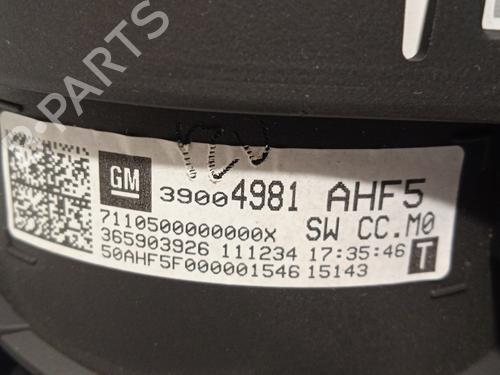 B-PARTS
GM 39004981 AHF5
7110500000000X SW CC.M0
365903926 111234 17:35:46 T
50AHF5F000001546 15143